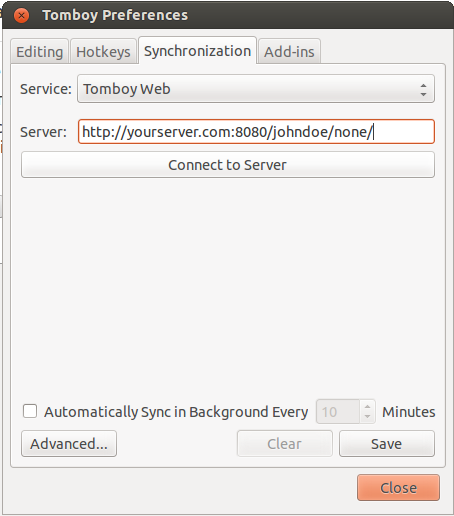 Tomboy Preferences
Editing Hotkeys Synchronization Add-ins
Service: Tomboy Web
Server: http://yourserver.com:8080/johndoe/none/
Connect to Server
Automatically Sync in Background Every 10 Minutes
Advanced... Clear Save
Close